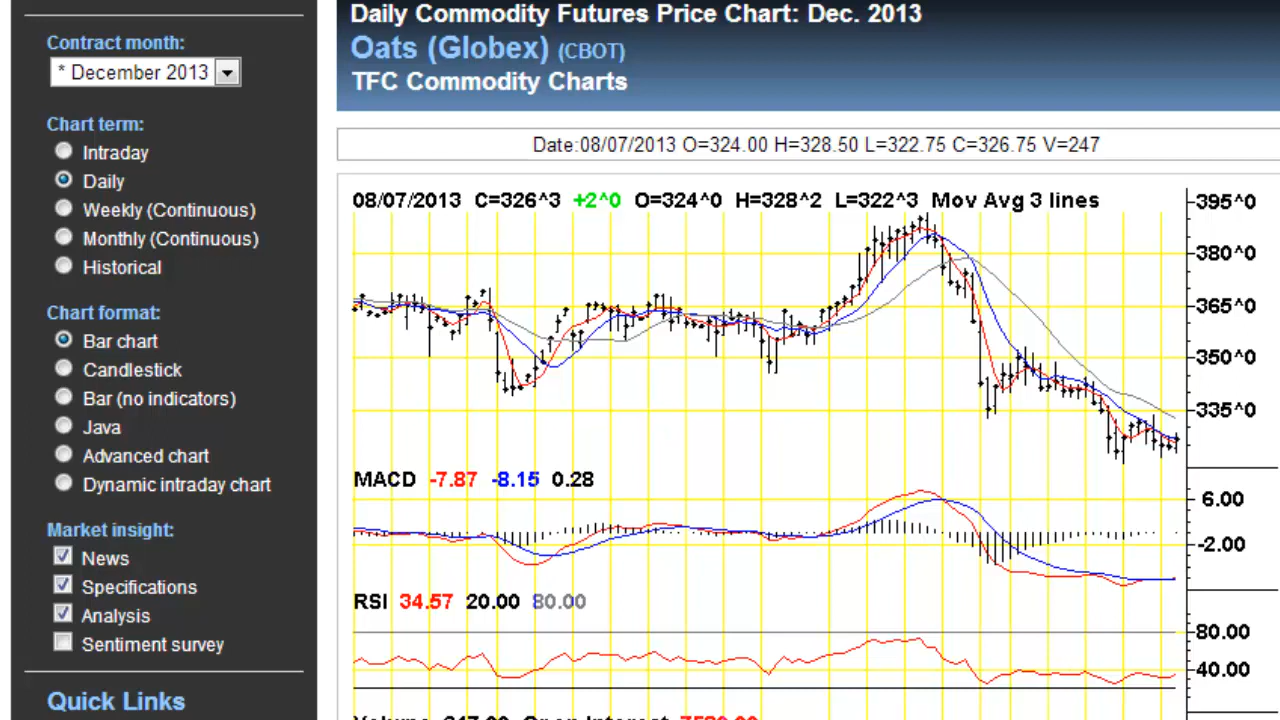 Contract month:
* December 2013
Chart term:
Intraday
Daily
Weekly (Continuous)
Monthly (Continuous)
Historical
Chart format:
Bar chart
Candlestick
Bar (no indicators)
Java
Advanced chart
Dynamic intraday chart
Market insight:
News
Specifications
Analysis
Sentiment survey
Quick Links
Daily Commodity Futures Price Chart: Dec. 2013
Oats (Globex) (CBOT)
TFC Commodity Charts
Date:08/07/2013 O=324.00 H=328.50 L=322.75 C=326.75 V=247
08/07/2013 C=326^3 +2^0 O=324^0 H=328^2 L=322^3 Mov Avg 3 lines
395^0
380^0
365^0
350^0
335^0
MACD -7.87 -8.15 0.28
6.00
-2.00
RSI 34.57 20.00 80.00
80.00
40.00
Volume 247.00 Open Interest